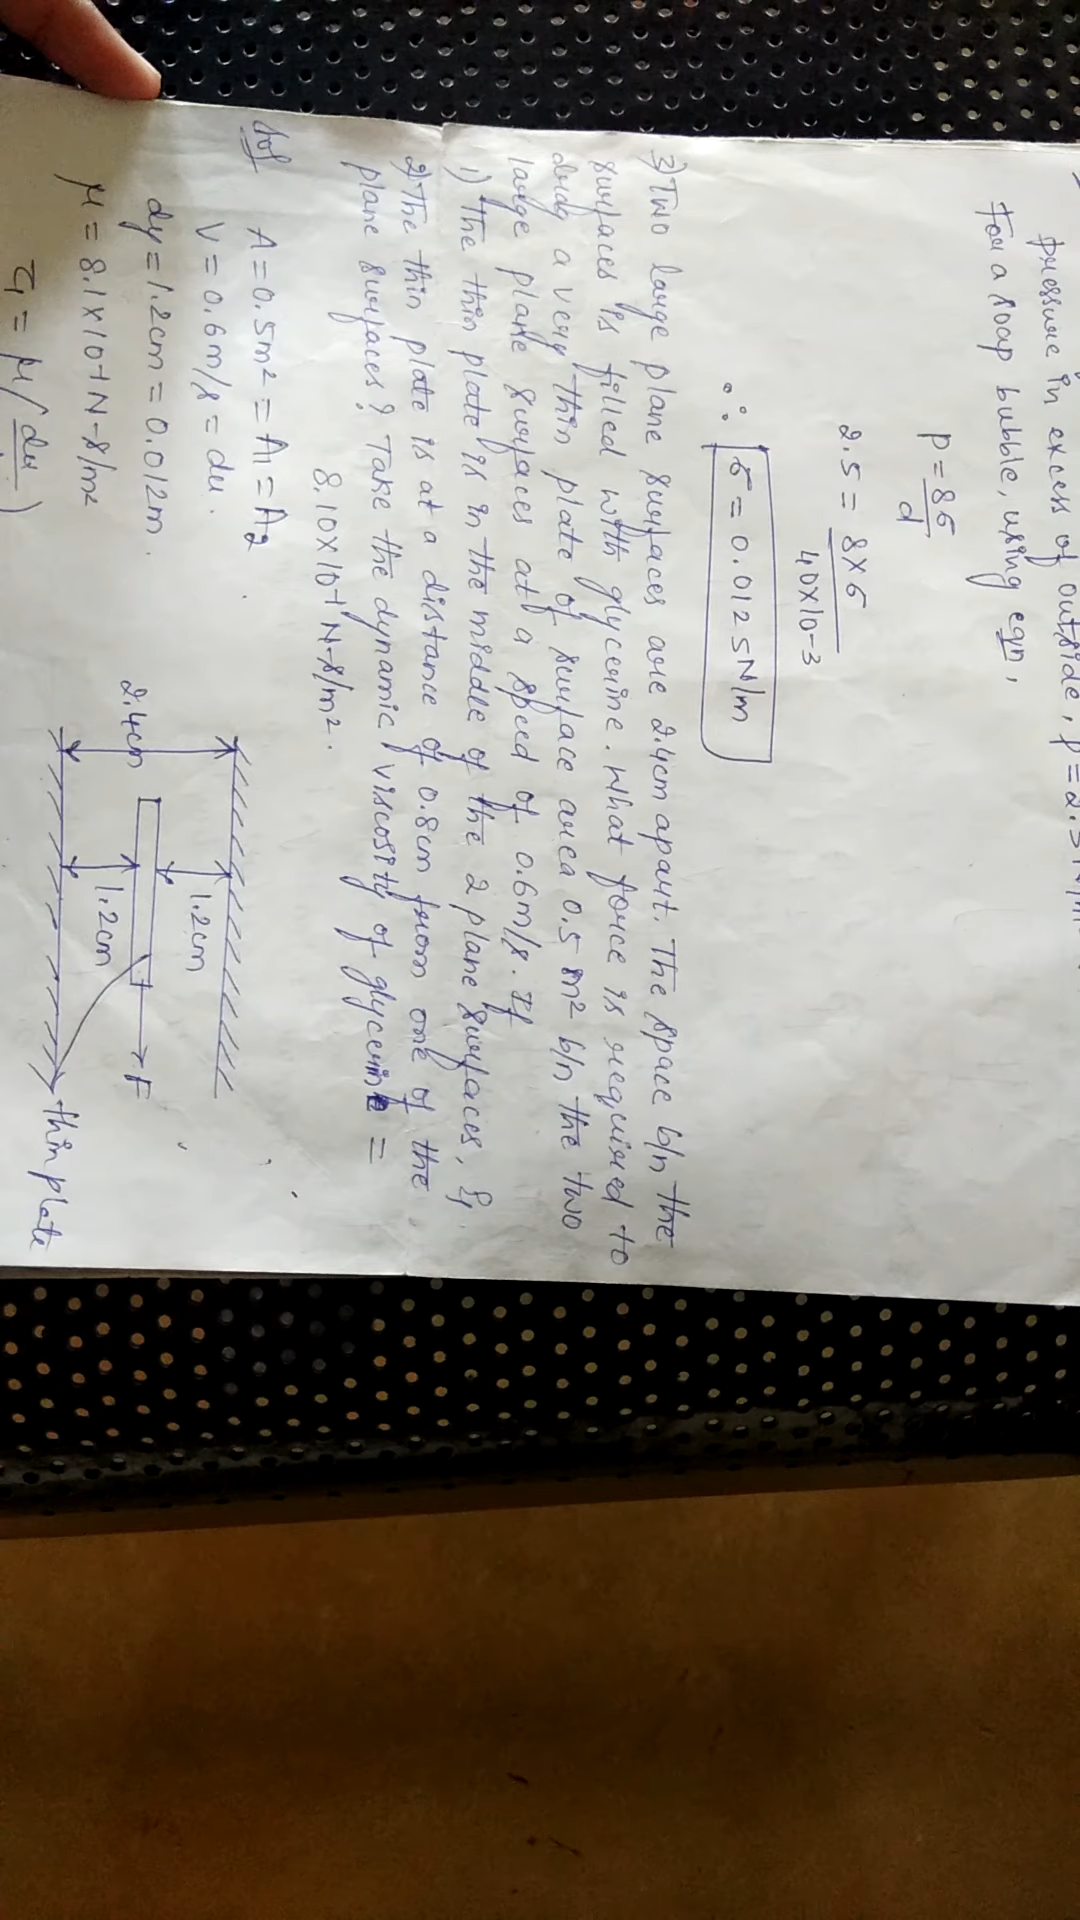 pressure in excess of outside, p = 2.5 N/m
For a soap bubble, using eqn,
p = 8σ
d
2.5 = 8×σ
40×10-3
∴ σ = 0.0125N/m
3) Two large plane surfaces are 2.4cm apart. The space b/n the
surfaces is filled with glycerine. what force is required to
drag a very thin plate of surface area 0.5 m2 b/n the two
large plane surfaces at a speed of 0.6m/s. If
1) The thin plate is in the middle of the 2 plane surfaces, &
2) The thin plate is at a distance of 0.8cm from one of the
plane surfaces? Take the dynamic viscosity of glycerine =
8.10×10-1 N-s/m2.
Sol
A = 0.5m2 = A1 = A2
V = 0.6m/s = du.
dy = 1.2cm = 0.012m.
μ = 8.1×10-1 N-s/m2
τ1 = μ (du
)
2.4cm
1.2cm
1.2cm
F
thin plate